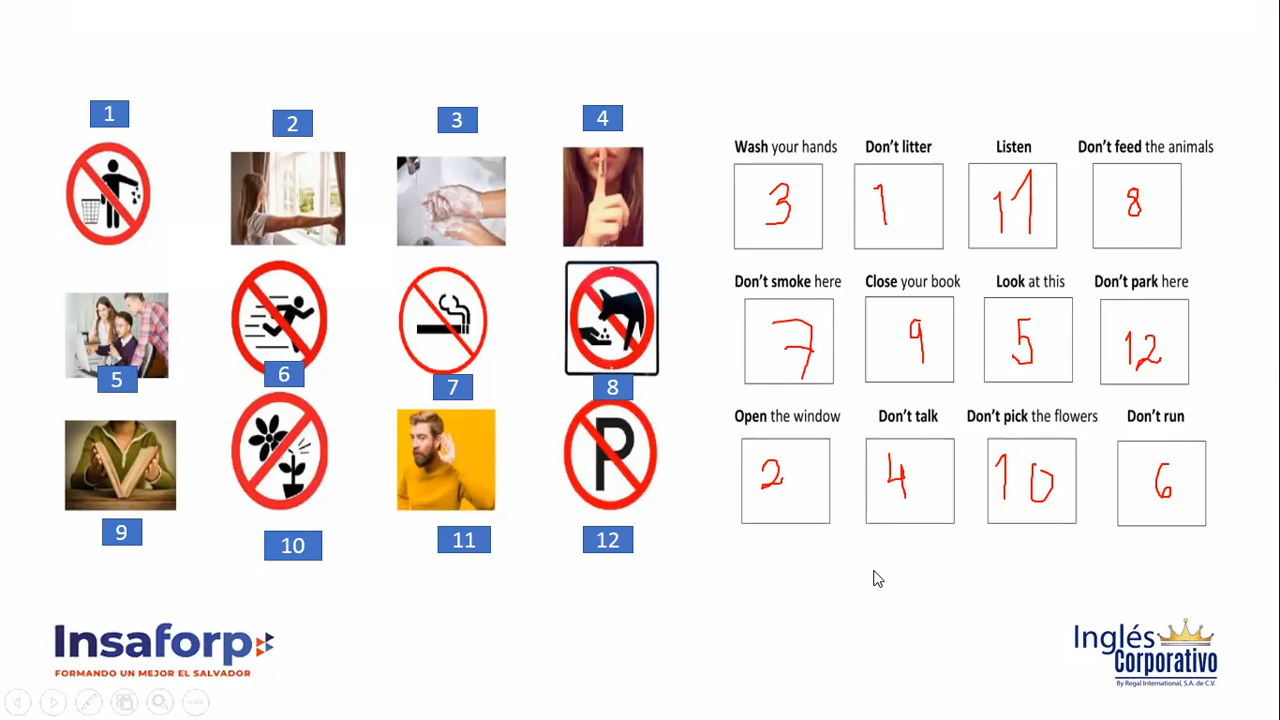 1
2
3
4
5
6
7
8
9
10
11
P
12
Wash your hands
Don't litter
Listen
Don't feed the animals
3
1
11
8
Don't smoke here
Close your book
Look at this
Don't park here
7
9
5
12
Open the window
Don't talk
Don't pick the flowers
Don't run
2
4
10
6
Insaforp
FORMANDO UN MEJOR EL SALVADOR
Inglés
Corporativo
By Regal International, S.A. de C.V.